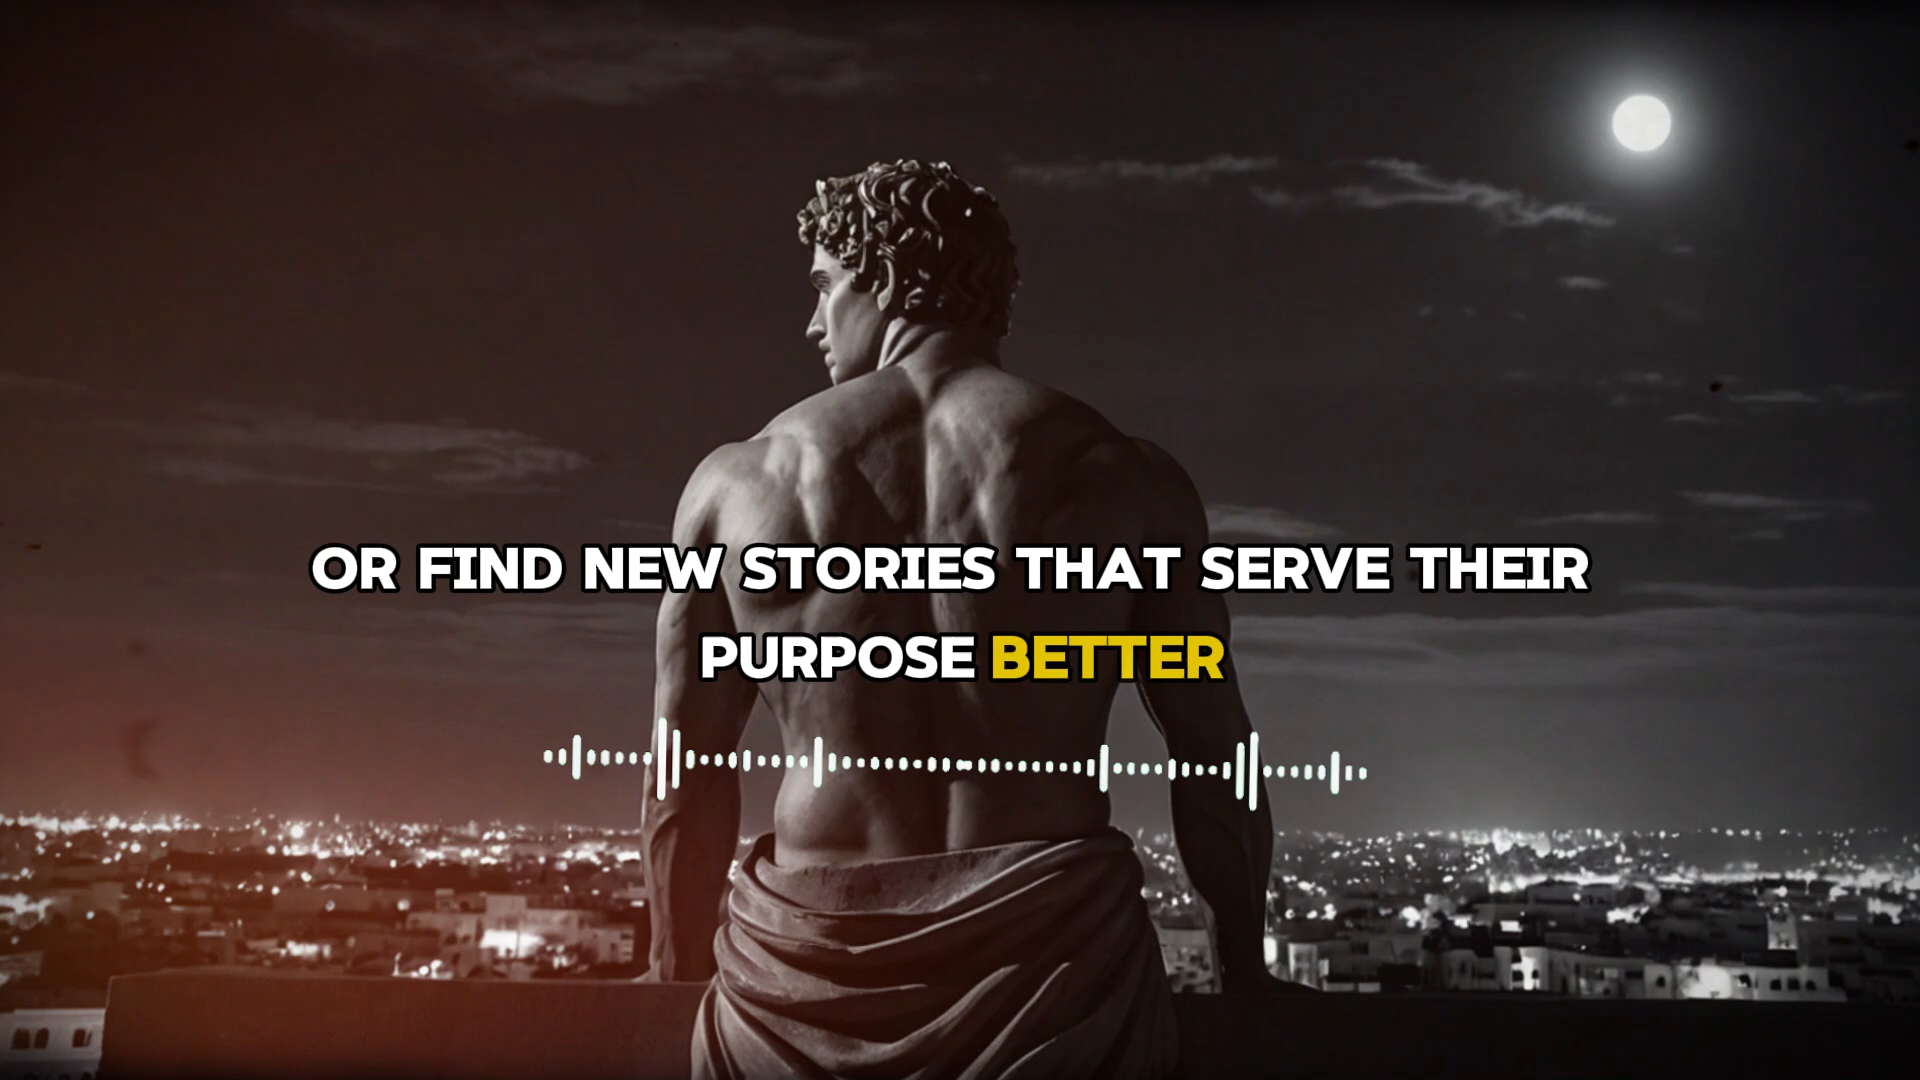 OR FIND NEW STORIES THAT SERVE THEIR
PURPOSE BETTER